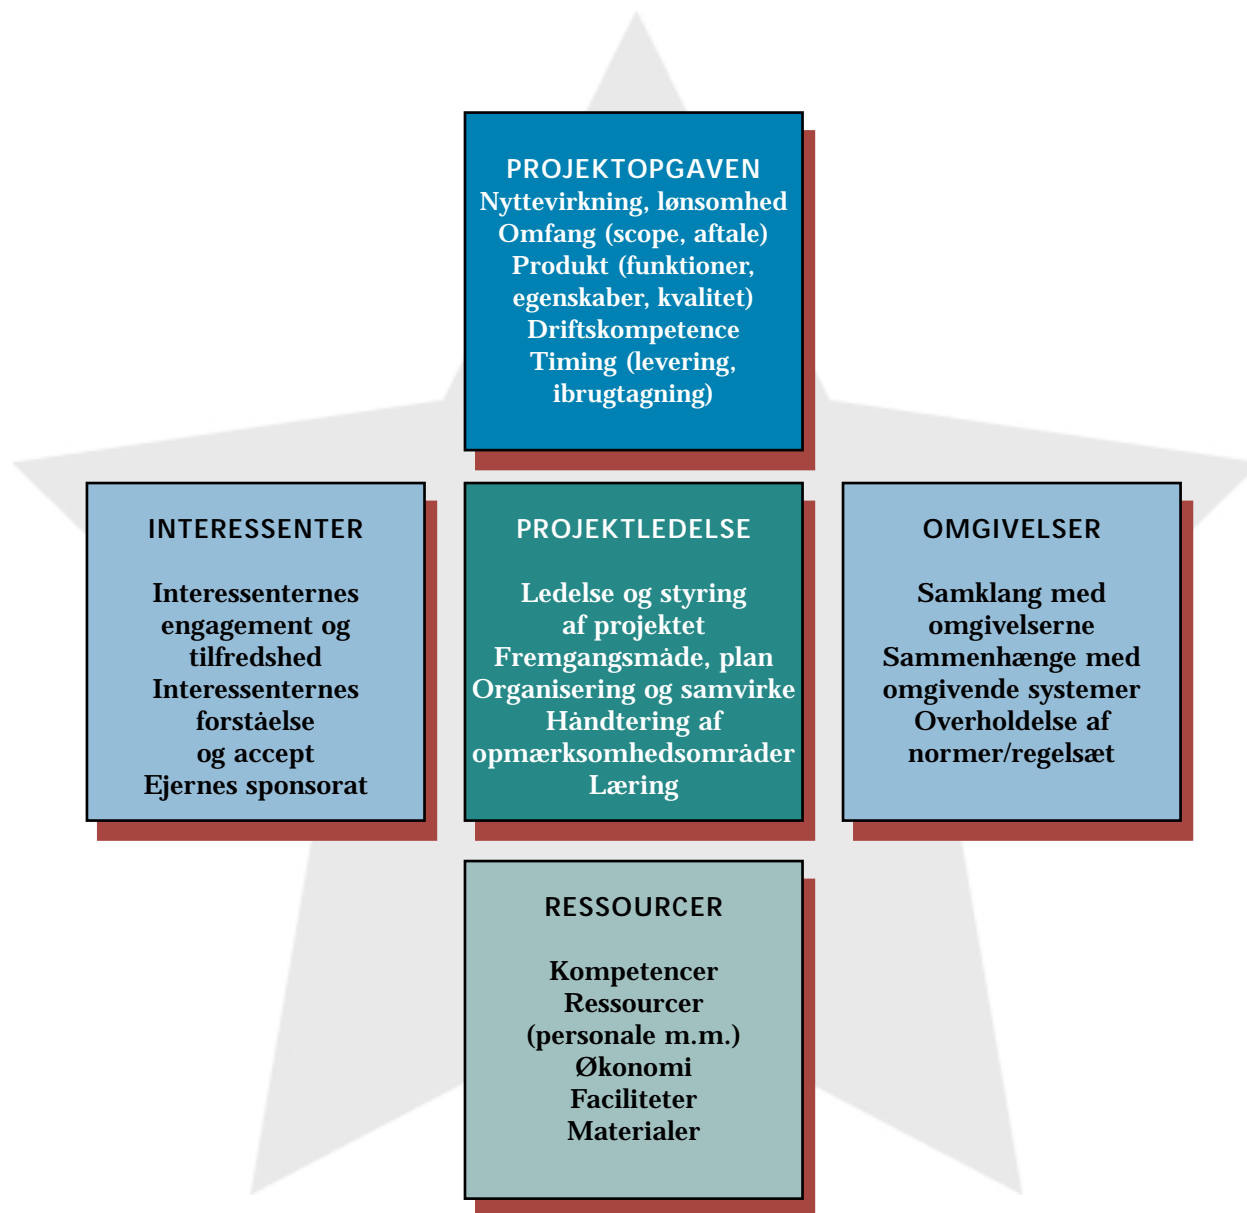 PROJEKTOPGAVEN
Nyttevirkning, lønsomhed
Omfang (scope, aftale)
Produkt (funktioner,
egenskaber, kvalitet)
Driftskompetence
Timing (levering,
ibrugtagning)
INTERESSENTER
Interessenternes
engagement og
tilfredshed
Interessenternes
forståelse
og accept
Ejernes sponsorat
PROJEKTLEDELSE
Ledelse og styring
af projektet
Fremgangsmåde, plan
Organisering og samvirke
Håndtering af
opmærksomhedsområder
Læring
OMGIVELSER
Samklang med
omgivelserne
Sammenhænge med
omgivende systemer
Overholdelse af
normer/regelsæt
RESSOURCER
Kompetencer
Ressourcer
(personale m.m.)
Økonomi
Faciliteter
Materialer